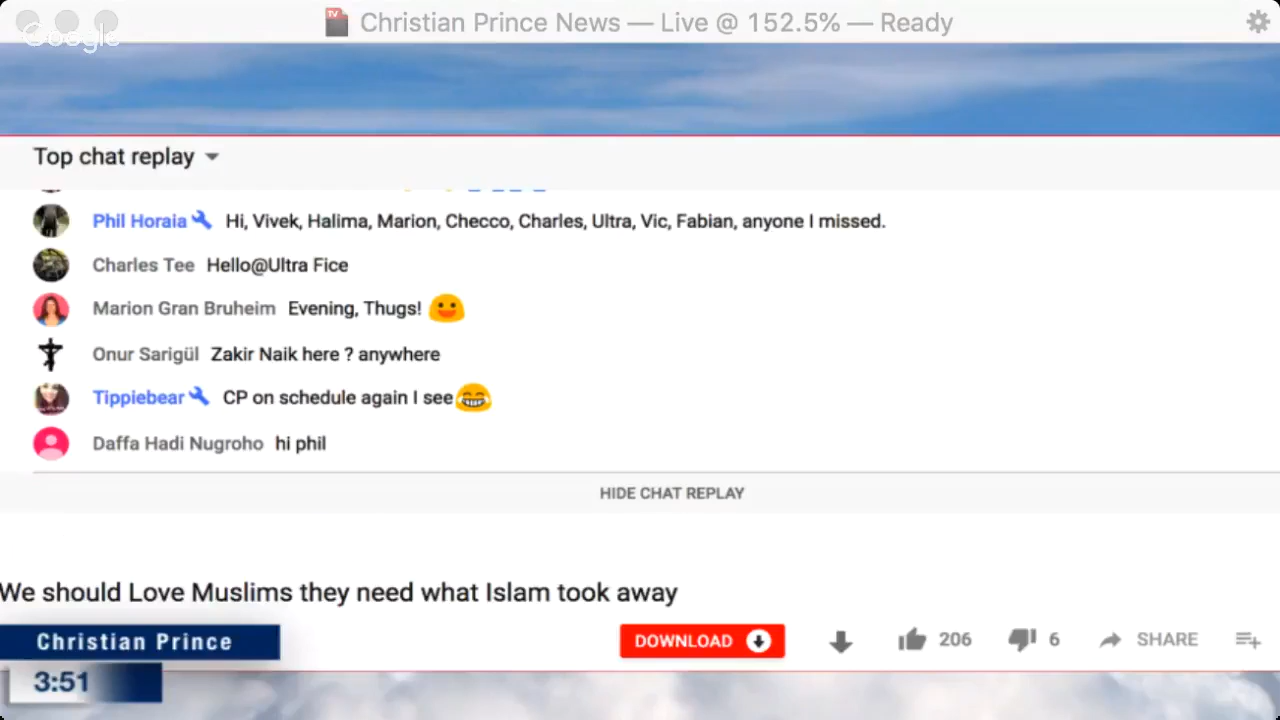 Christian Prince News — Live @ 152.5% — Ready
Google
Top chat replay
Phil Horaia Hi, Vivek, Halima, Marion, Checco, Charles, Ultra, Vic, Fabian, anyone I missed.
Charles Tee Hello@Ultra Fice
Marion Gran Bruheim Evening, Thugs!
Onur Sarigül Zakir Naik here ? anywhere
Tippiebear CP on schedule again I see
Daffa Hadi Nugroho hi phil
HIDE CHAT REPLAY
We should Love Muslims they need what Islam took away
Christian Prince
DOWNLOAD 206 6 SHARE
3:51